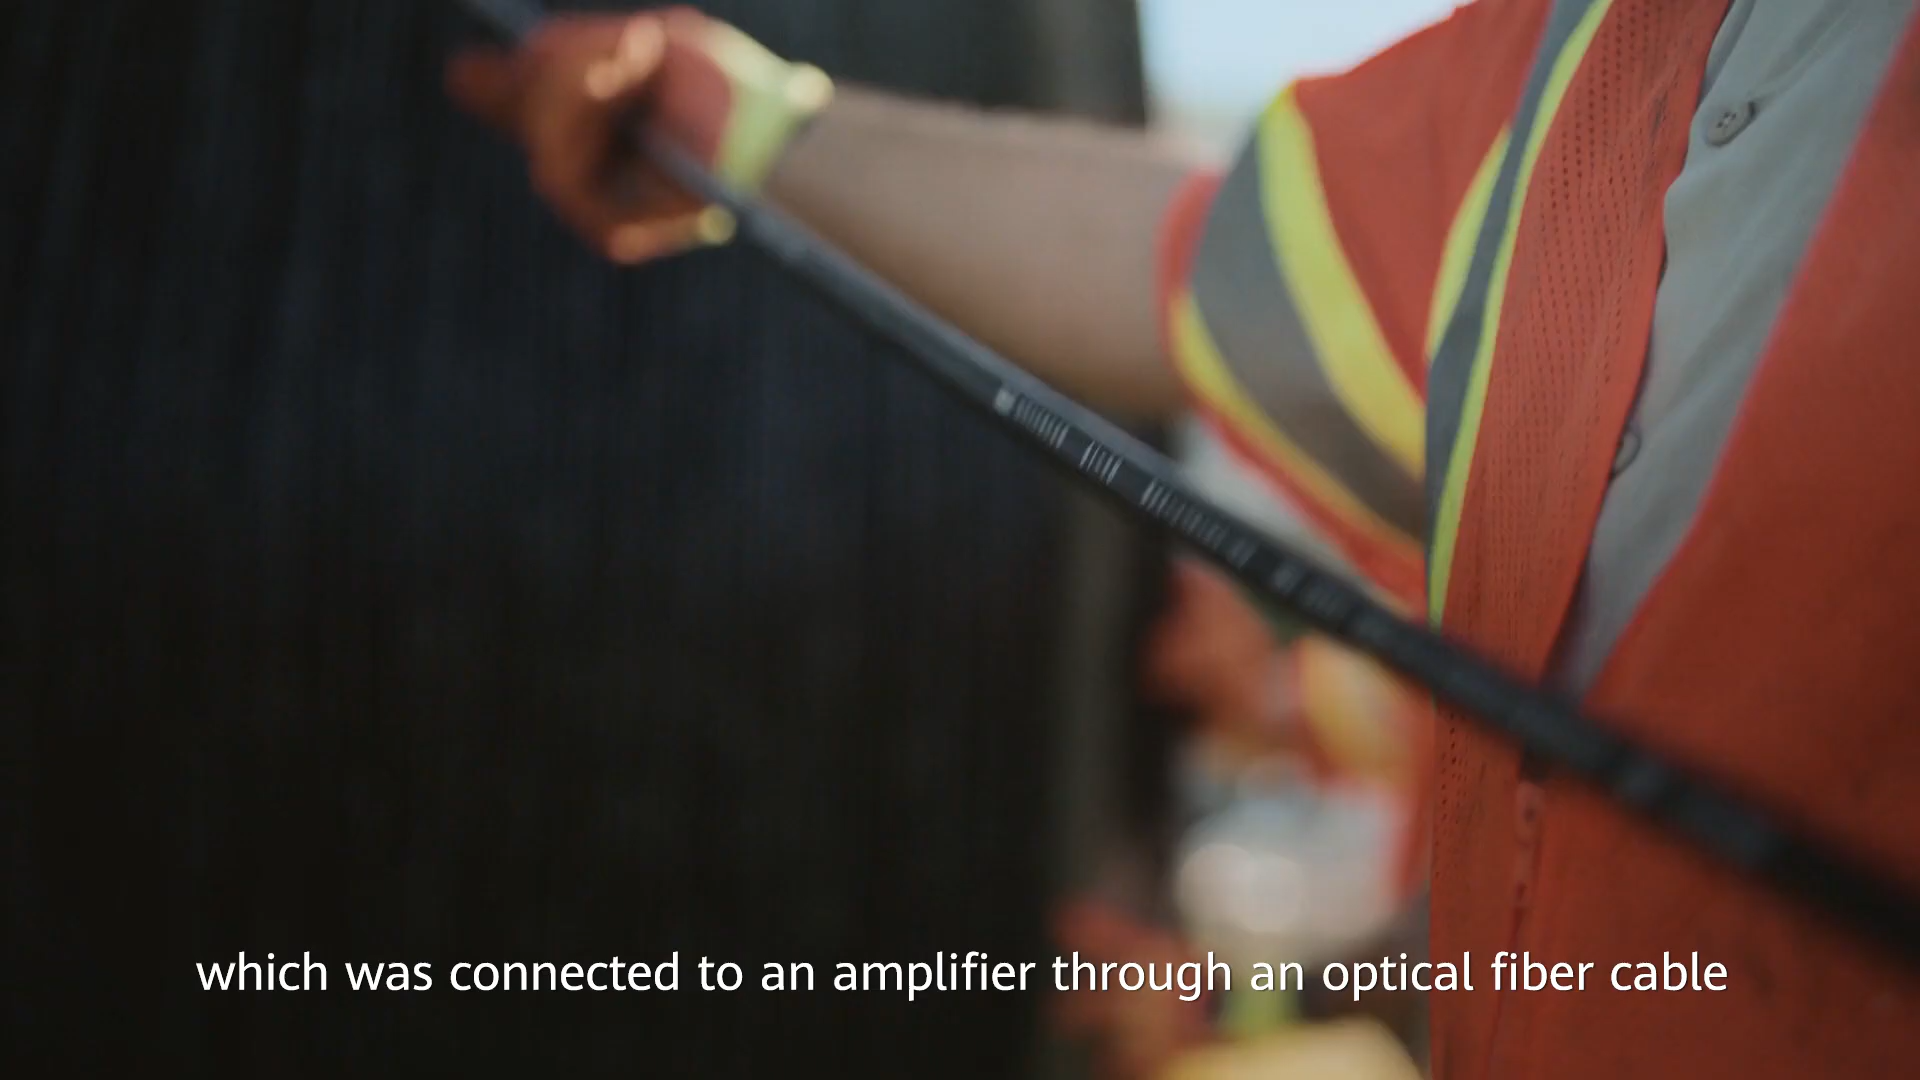 which was connected to an amplifier through an optical fiber cable